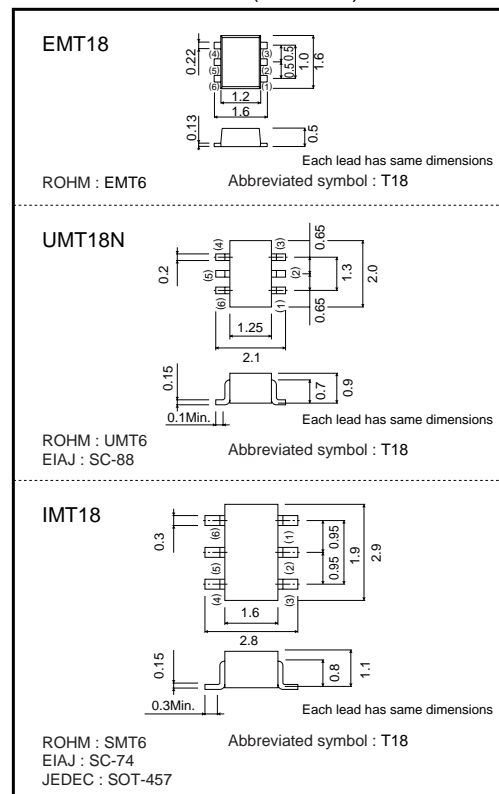 EMT18
0.22
(4)
(3)
(5)
(2)
(6)
(1)
0.5 0.5
1.0
1.6
1.2
1.6
0.13
0.5
Each lead has same dimensions
ROHM : EMT6
Abbreviated symbol : T18
UMT18N
(4)
(3)
0.65
0.2
(5)
(2)
1.3
2.0
(6)
(1)
0.65
1.25
2.1
0.15
0.7
0.9
0.1Min.
Each lead has same dimensions
ROHM : UMT6
EIAJ : SC-88
Abbreviated symbol : T18
IMT18
0.3
(6)
(1)
0.95
(5)
(2)
0.95
1.9
2.9
(4)
(3)
1.6
2.8
0.15
0.8
1.1
0.3Min.
Each lead has same dimensions
ROHM : SMT6
Abbreviated symbol : T18
EIAJ : SC-74
JEDEC : SOT-457